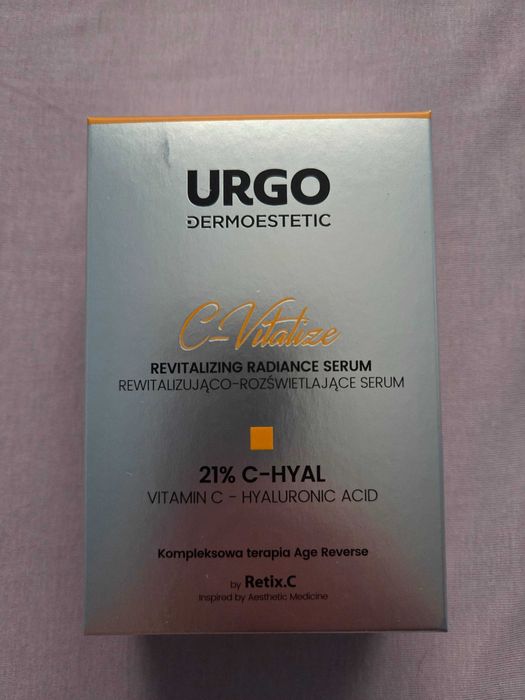 URGO
DERMOESTETIC
C-Vitalize
REVITALIZING RADIANCE SERUM
REWITALIZUJĄCO-ROZŚWIETLAJĄCE SERUM
21% C-HYAL
VITAMIN C - HYALURONIC ACID
Kompleksowa terapia Age Reverse
by Retix.C
Inspired by Aesthetic Medicine